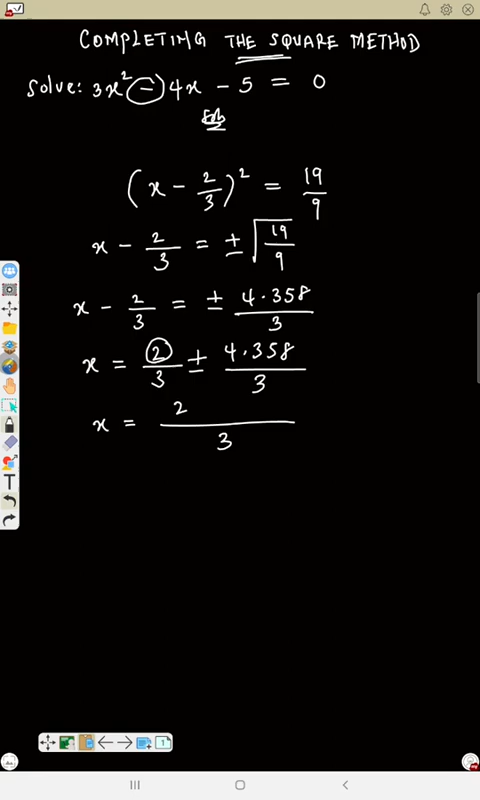 COMPLETING THE SQUARE METHOD
Solve: 3x² - 4x - 5 = 0
(x - 2/3)² = 19/9
x - 2/3 = ± √(19/9)
x - 2/3 = ± 4.358/3
x = 2/3 ± 4.358/3
x = 2/3
T
1